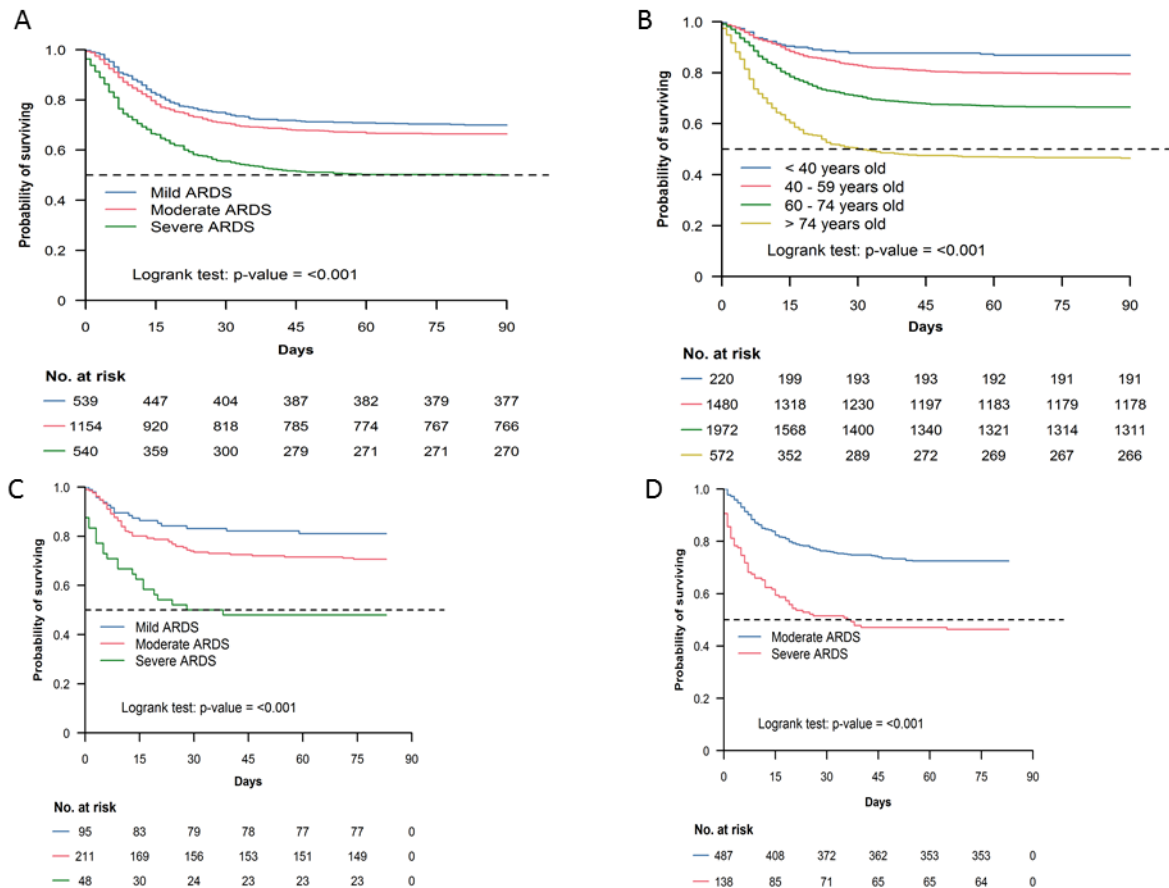 A
Probability of surviving
1.0
0.8
0.6
0.4
0.2
0
Mild ARDS
Moderate ARDS
Severe ARDS
Logrank test: p-value = <0.001
0 15 30 45 60 75 90
Days
No. at risk
539 447 404 387 382 379 377
1154 920 818 785 774 767 766
540 359 300 279 271 271 270
B
Probability of surviving
1.0
0.8
0.6
0.4
0.2
0.0
< 40 years old
40 - 59 years old
60 - 74 years old
> 74 years old
Logrank test: p-value = <0.001
0 15 30 45 60 75 90
Days
No. at risk
220 199 193 193 192 191 191
1480 1318 1230 1197 1183 1179 1178
1972 1568 1400 1340 1321 1314 1311
572 352 289 272 269 267 266
C
Probability of surviving
1.0
0.8
0.6
0.4
0.2
0
Mild ARDS
Moderate ARDS
Severe ARDS
Logrank test: p-value = <0.001
0 15 30 45 60 75 90
Days
No. at risk
95 83 79 78 77 77 0
211 169 156 153 151 149 0
48 30 24 23 23 23 0
D
Probability of surviving
1.0
0.8
0.6
0.4
0.2
0
Moderate ARDS
Severe ARDS
Logrank test: p-value = <0.001
0 15 30 45 60 75 90
Days
No. at risk
487 408 372 362 353 353 0
138 85 71 65 65 64 0